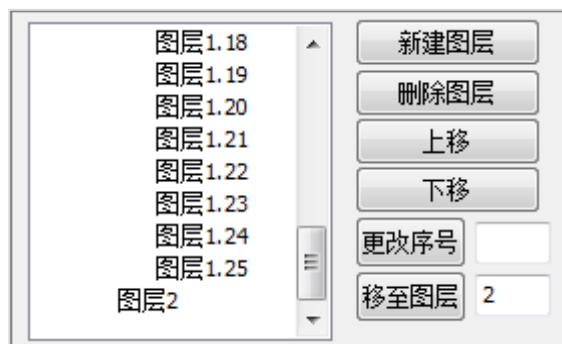 图层1.18
图层1.19
图层1.20
图层1.21
图层1.22
图层1.23
图层1.24
图层1.25
图层2
新建图层
删除图层
上移
下移
更改序号
移至图层 2